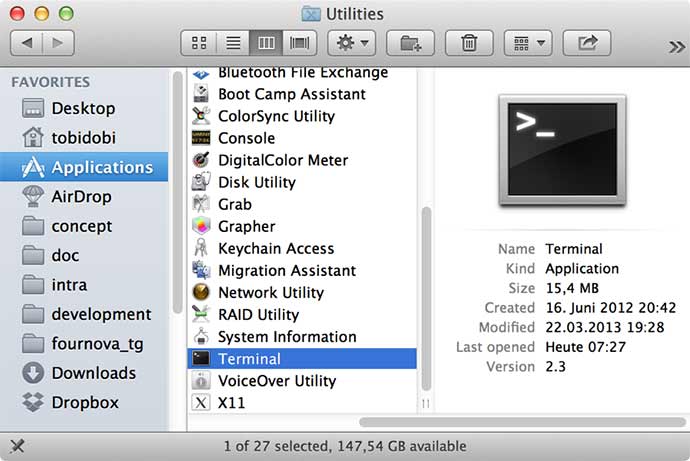 Utilities
FAVORITES
Desktop
tobidobi
Applications
AirDrop
concept
doc
intra
development
fournova_tg
Downloads
Dropbox
Bluetooth File Exchange
Boot Camp Assistant
ColorSync Utility
Console
DigitalColor Meter
Disk Utility
Grab
Grapher
Keychain Access
Migration Assistant
Network Utility
RAID Utility
System Information
Terminal
VoiceOver Utility
X11
>_
Name Terminal
Kind Application
Size 15,4 MB
Created 16. Juni 2012 20:42
Modified 22.03.2013 19:28
Last opened Heute 07:27
Version 2.3
1 of 27 selected, 147,54 GB available